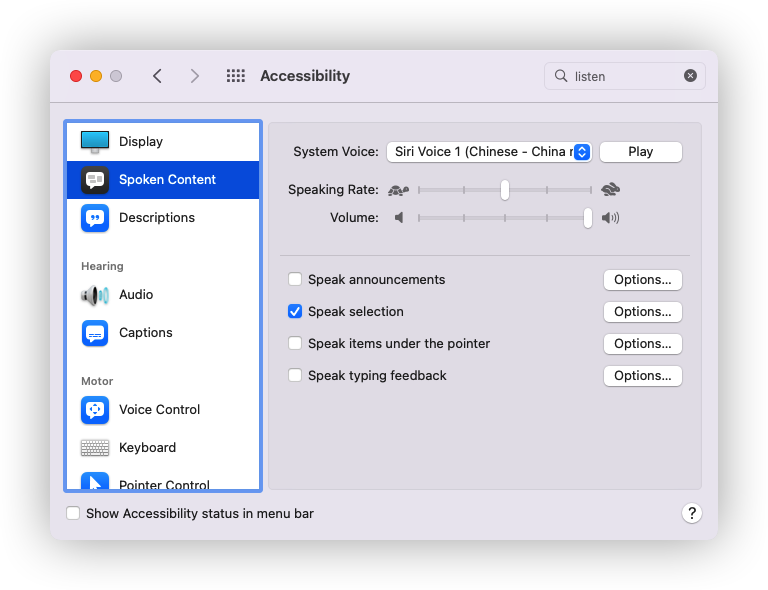 Accessibility
listen
Display
Spoken Content
Descriptions
Hearing
Audio
Captions
Motor
Voice Control
Keyboard
Pointer Control
System Voice: Siri Voice 1 (Chinese - China Play
Speaking Rate:
Volume:
Speak announcements Options...
Speak selection Options...
Speak items under the pointer Options...
Speak typing feedback Options...
Show Accessibility status in menu bar ?